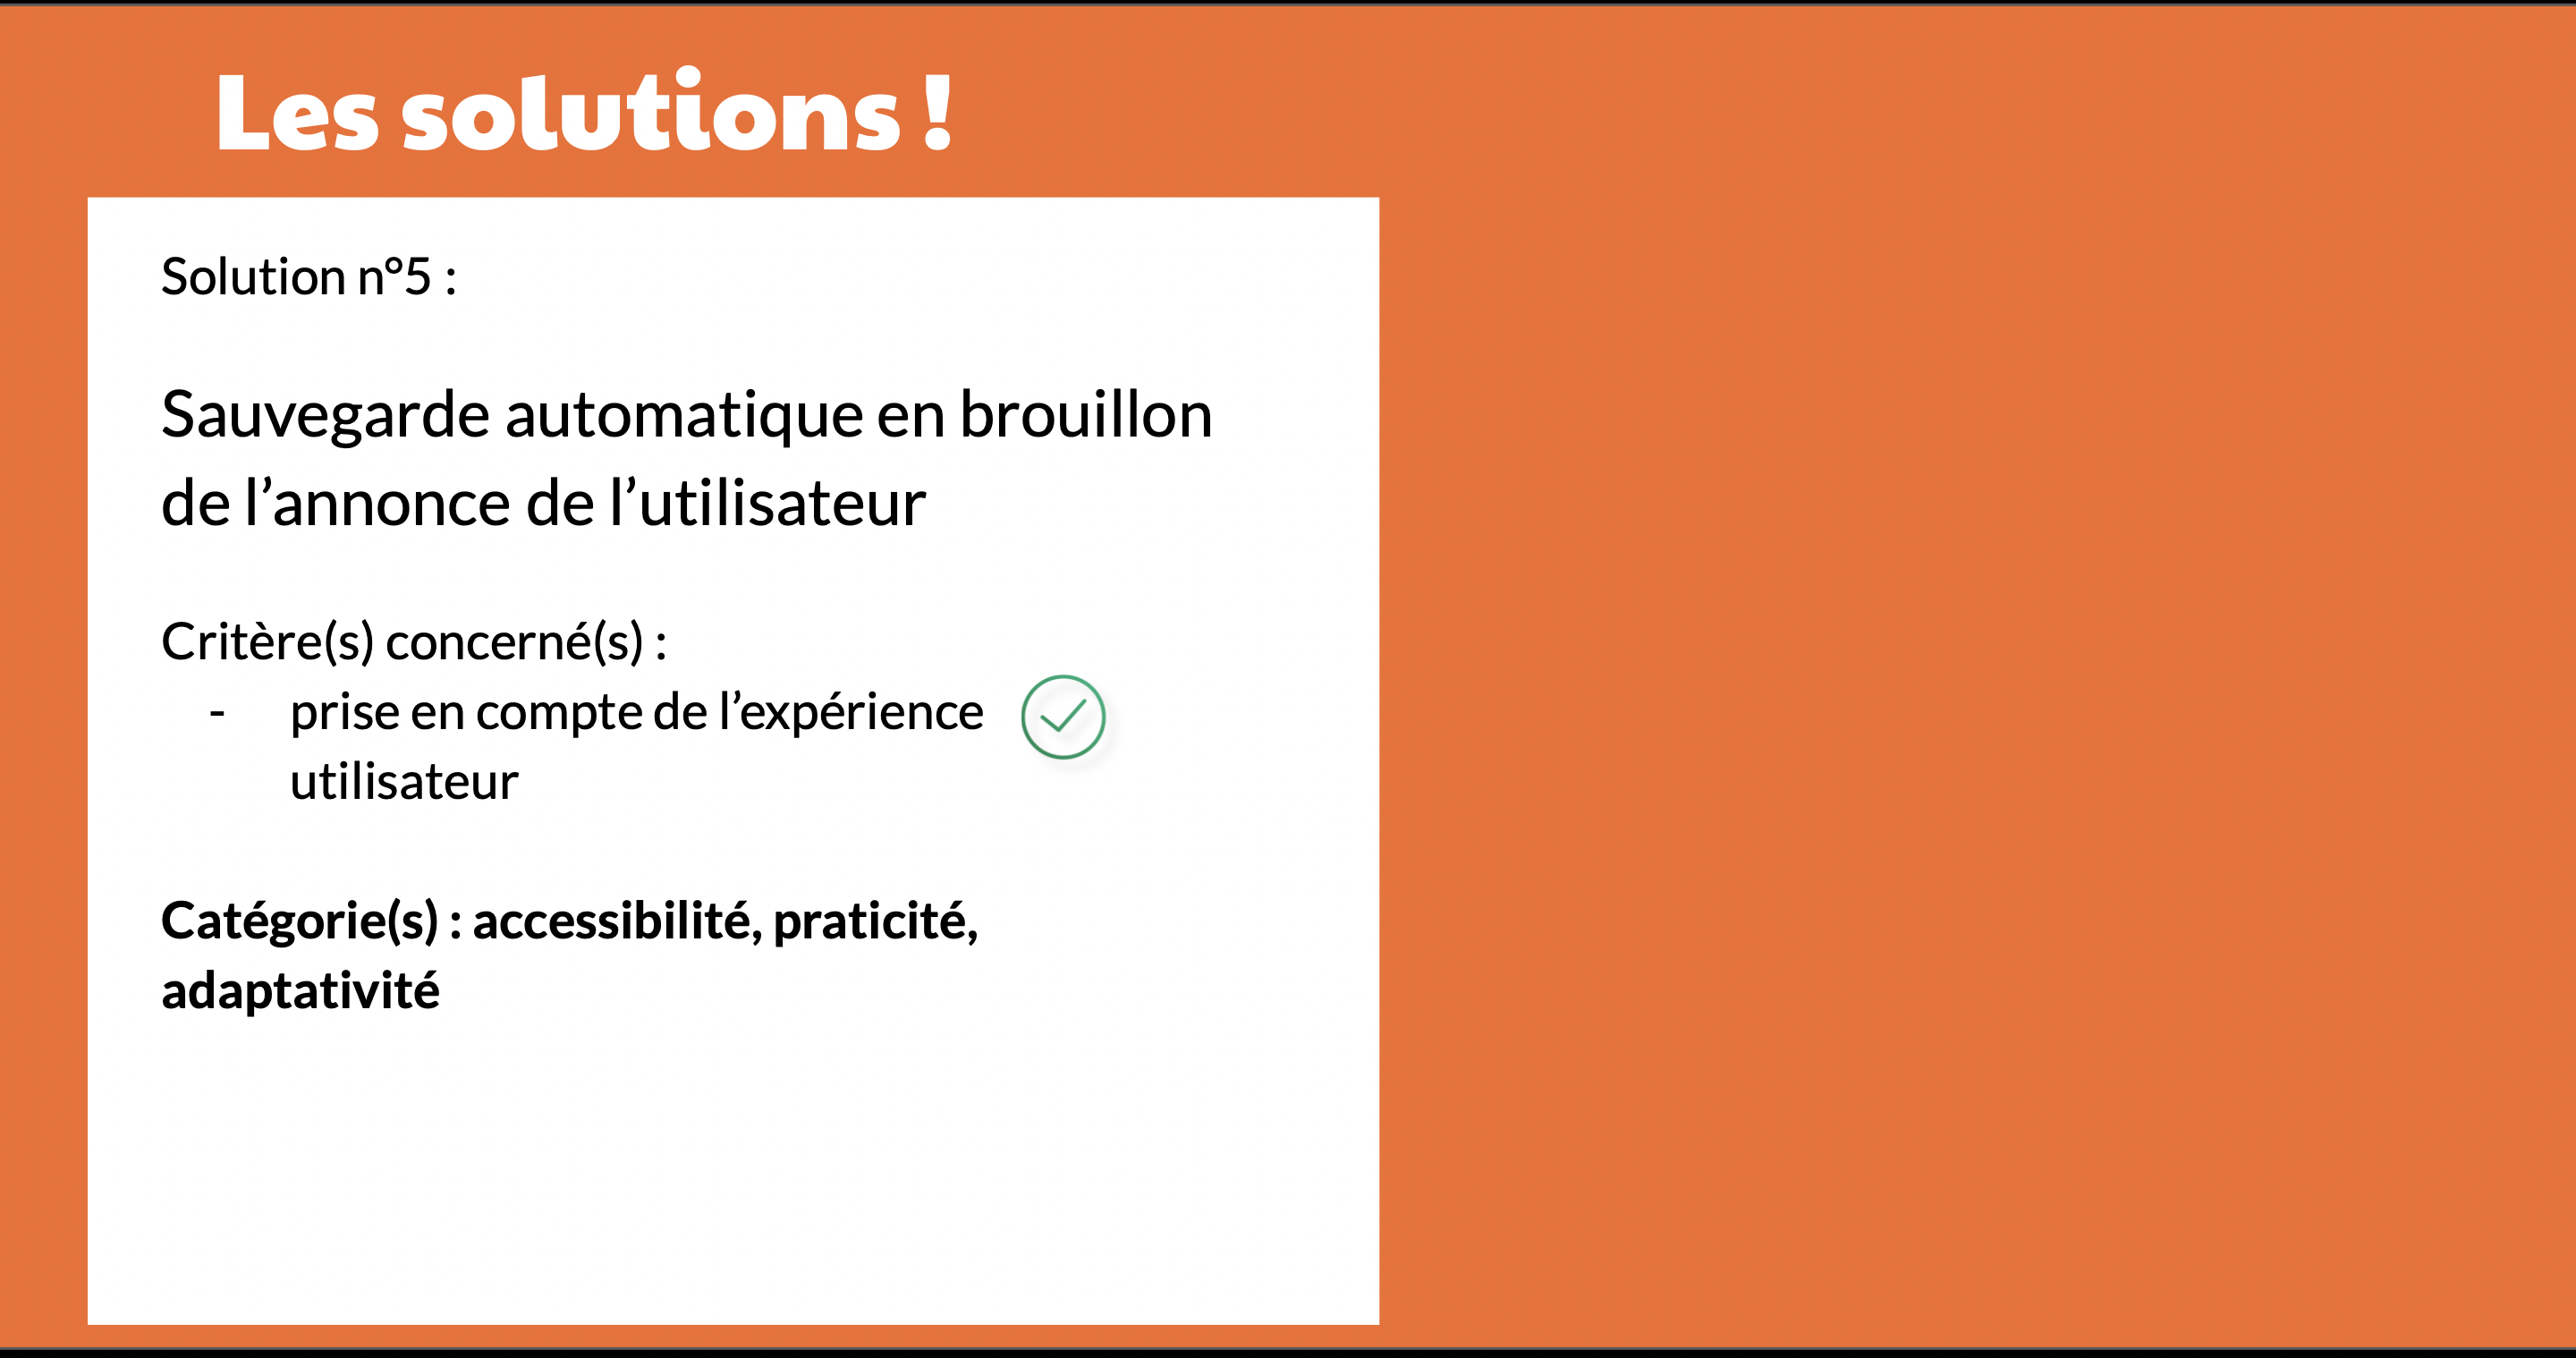 Les solutions !
Solution n°5 :
Sauvegarde automatique en brouillon
de l’annonce de l’utilisateur
Critère(s) concerné(s) :
- prise en compte de l’expérience
utilisateur
Catégorie(s) : accessibilité, praticité,
adaptativité